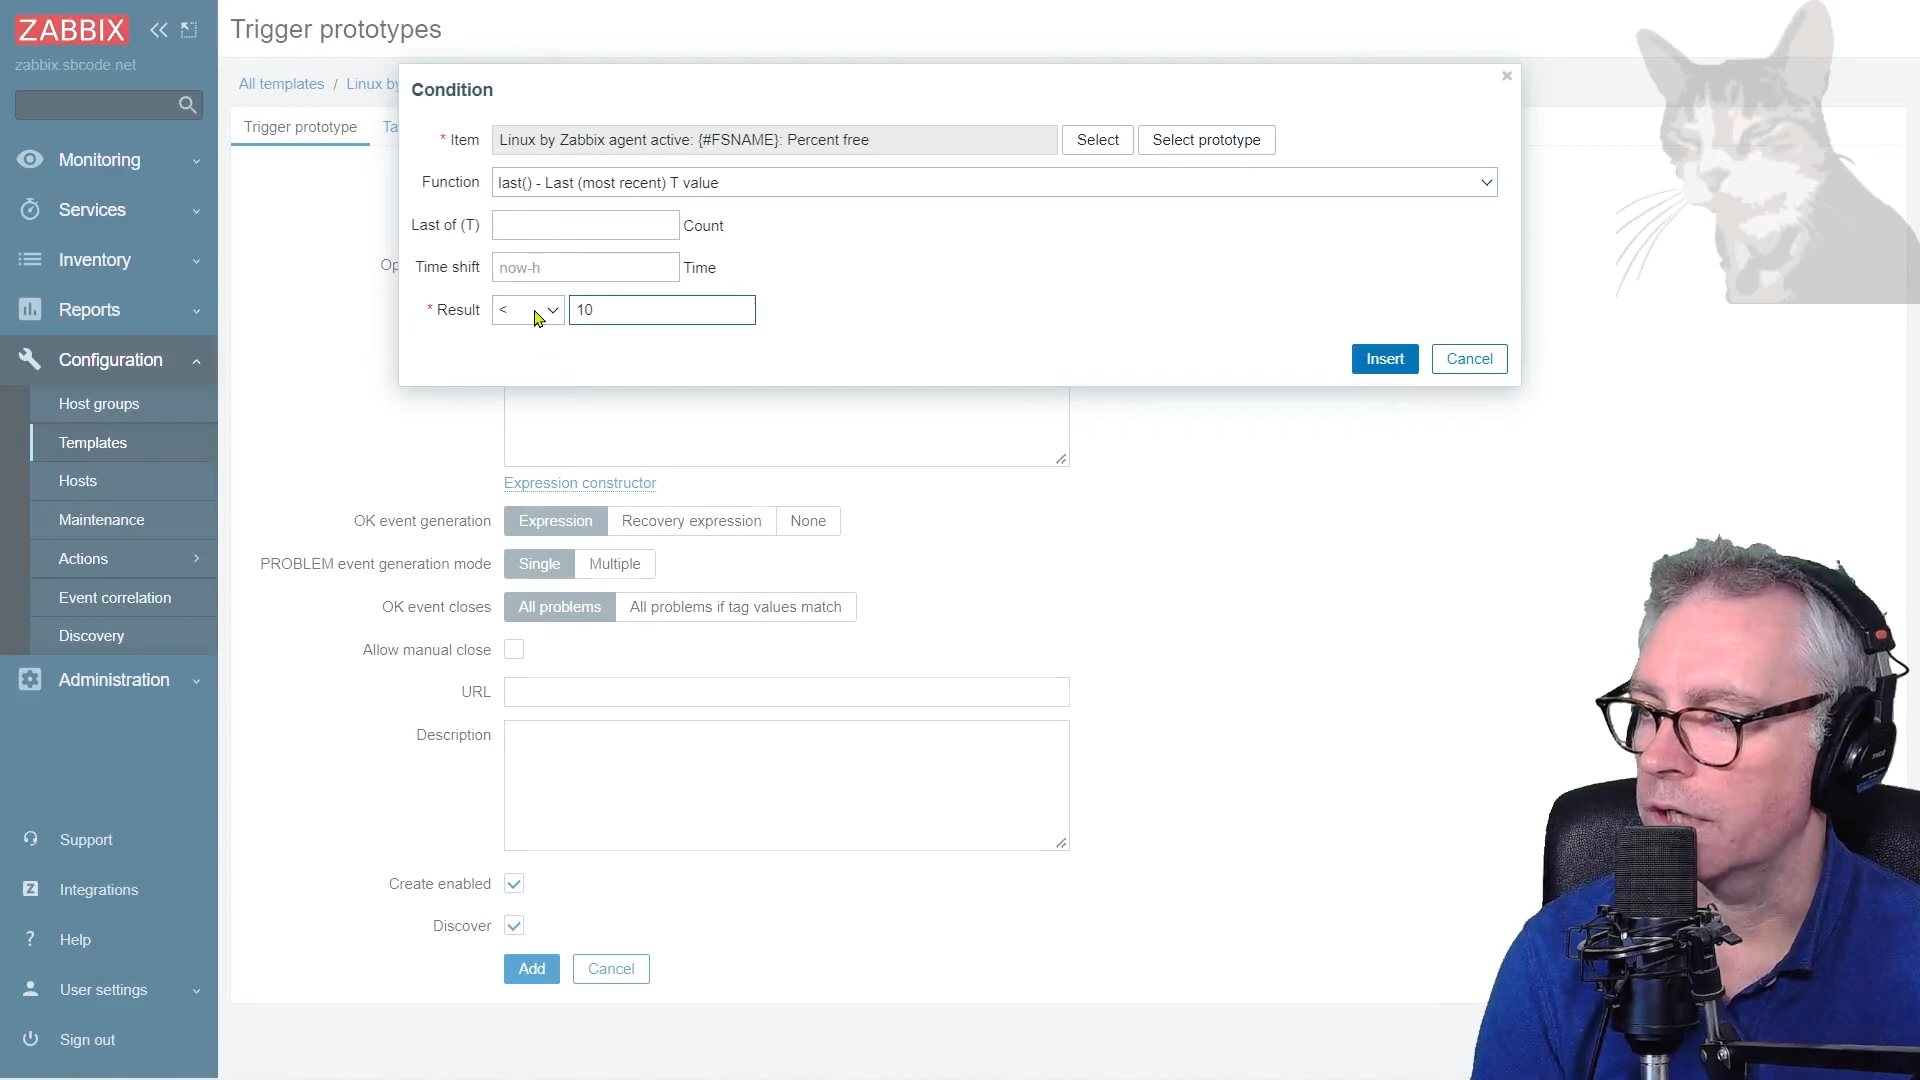 ZABBIX
zabbix.sbcode.net
Monitoring
Services
Inventory
Reports
Configuration
Host groups
Templates
Hosts
Maintenance
Actions
Event correlation
Discovery
Administration
Support
Integrations
Help
User settings
Sign out
Trigger prototypes
All templates / Linux by
Trigger prototype Ta
Op
Condition
* Item Linux by Zabbix agent active: {#FSNAME}: Percent free Select Select prototype
Function last() - Last (most recent) T value
Last of (T) Count
Time shift now-h Time
* Result < 10
Insert Cancel
Expression constructor
OK event generation Expression Recovery expression None
PROBLEM event generation mode Single Multiple
OK event closes All problems All problems if tag values match
Allow manual close
URL
Description
Create enabled
Discover
Add Cancel